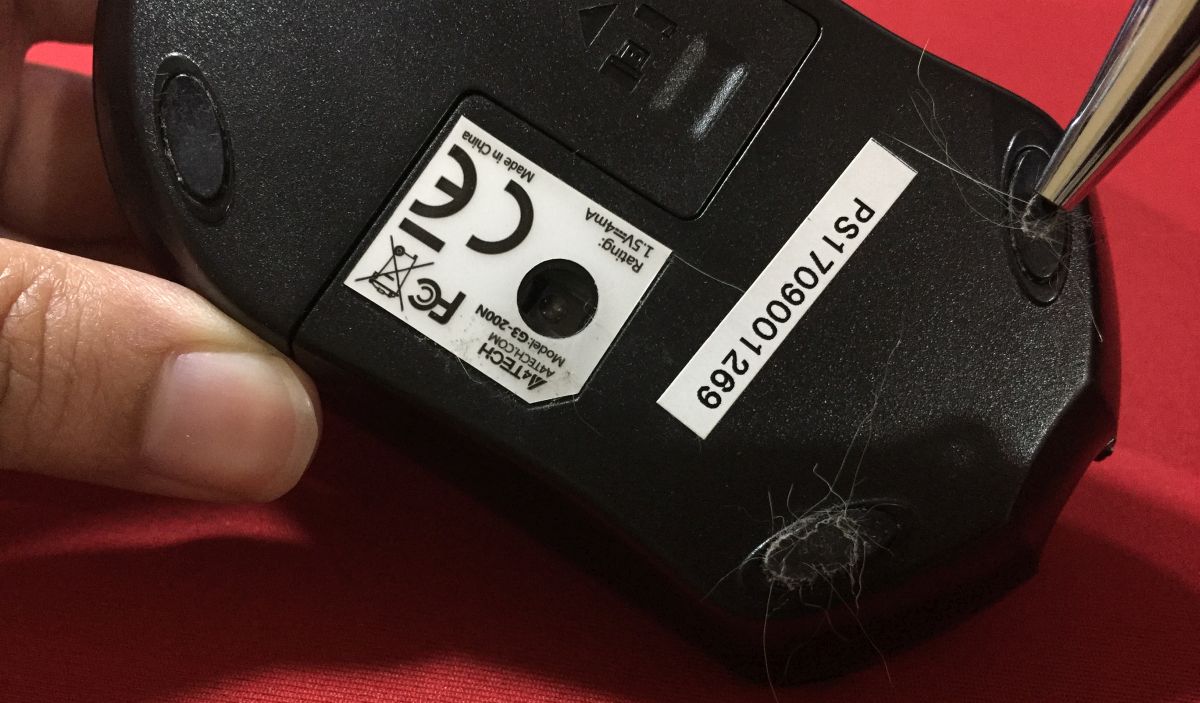 A4TECH
A4TECH.COM
Model:G3-200N
FC
Rating:
1.5V⎓4mA
CE
Made in China
PS1709001269